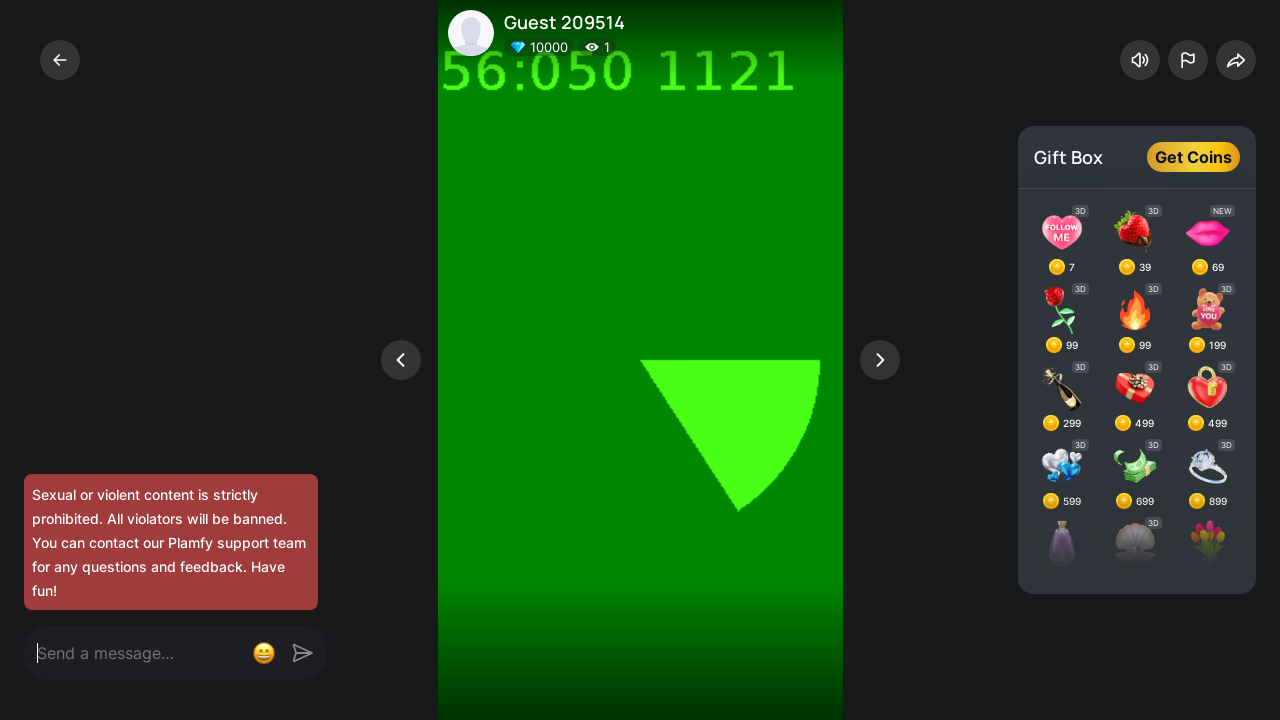 Guest 209514
10000 1
56:050 1121
Gift Box
Get Coins
3D 3D NEW
FOLLOW
ME
7 39 69
3D 3D 3D
LOVE
YOU
99 99 199
3D 3D 3D
299 499 499
3D 3D 3D
599 699 899
3D
Sexual or violent content is strictly
prohibited. All violators will be banned.
You can contact our Plamfy support team
for any questions and feedback. Have
fun!
Send a message...